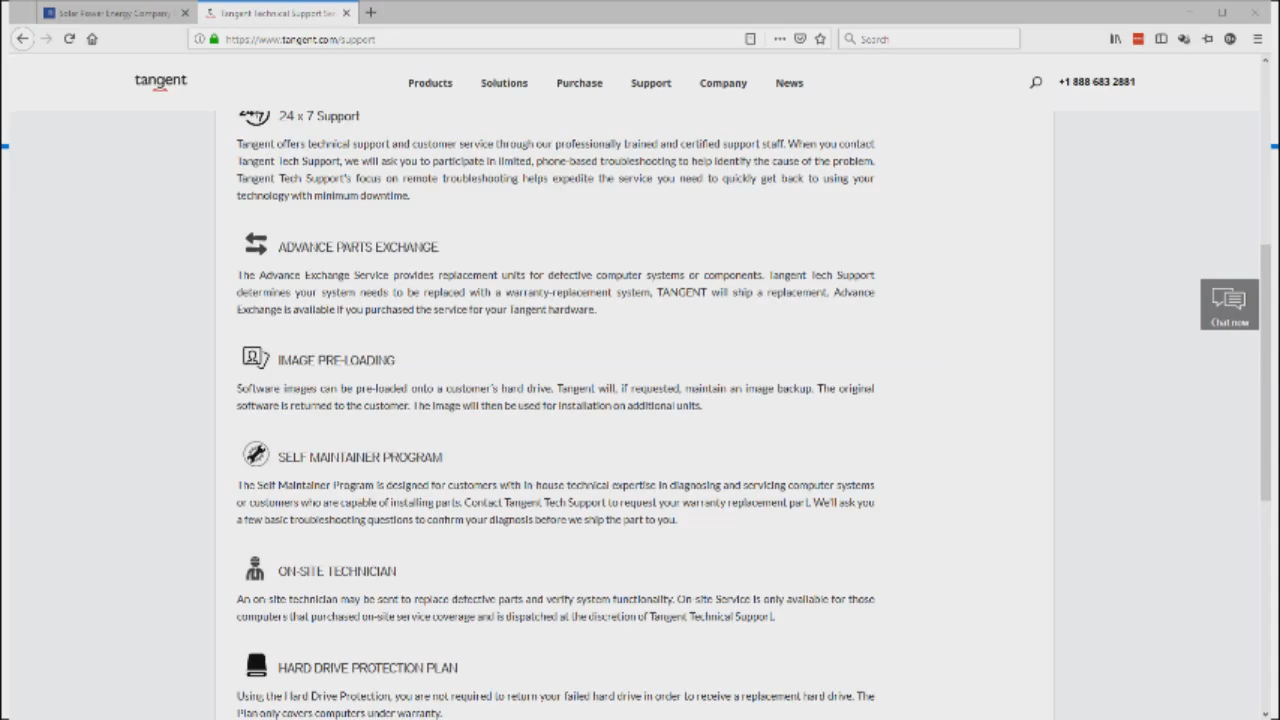 Solar Power Energy Company
Tangent Technical Support Ser
https://www.tangent.com/support
Search
tangent
Products
Solutions
Purchase
Support
Company
News
+1 888 683 2881
24 x 7 Support
Tangent offers technical support and customer service through our professionally trained and certified support staff. When you contact
Tangent Tech Support, we will ask you to participate in limited, phone-based troubleshooting to help identify the cause of the problem.
Tangent Tech Support's focus on remote troubleshooting helps expedite the service you need to quickly get back to using your
technology with minimum downtime.
ADVANCE PARTS EXCHANGE
The Advance Exchange Service provides replacement units for defective computer systems or components. Tangent Tech Support
determines your system needs to be replaced with a warranty-replacement system, TANGENT will ship a replacement. Advance
Exchange is available if you purchased the service for your Tangent hardware.
Chat now
IMAGE PRE-LOADING
Software images can be pre-loaded onto a customer's hard drive. Tangent will, if requested, maintain an image backup. The original
software is returned to the customer. The image will then be used for installation on additional units.
SELF MAINTAINER PROGRAM
The Self Maintainer Program is designed for customers with in house technical expertise in diagnosing and servicing computer systems
or customers who are capable of installing parts. Contact Tangent Tech Support to request your warranty replacement part. We'll ask you
a few basic troubleshooting questions to confirm your diagnosis before we ship the part to you.
ON-SITE TECHNICIAN
An on-site technician may be sent to replace defective parts and verify system functionality. On-site Service is only available for those
computers that purchased on-site service coverage and is dispatched at the discretion of Tangent Technical Support.
HARD DRIVE PROTECTION PLAN
Using the Hard Drive Protection, you are not required to return your failed hard drive in order to receive a replacement hard drive. The
Plan only covers computers under warranty.